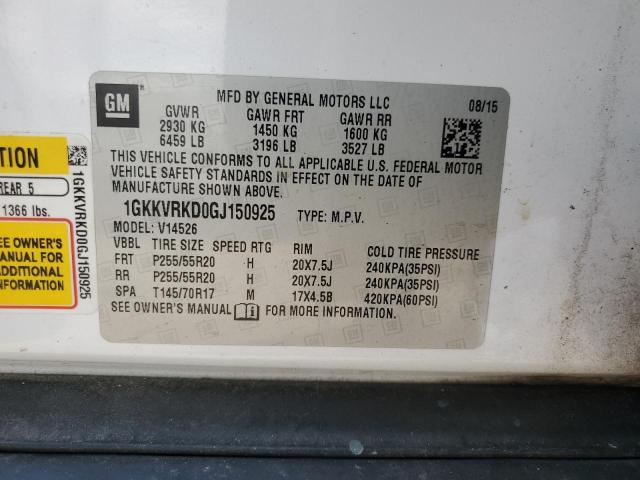 GM
MFD BY GENERAL MOTORS LLC
08/15
GVWR GAWR FRT GAWR RR
2930 KG 1450 KG 1600 KG
6459 LB 3196 LB 3527 LB
THIS VEHICLE CONFORMS TO ALL APPLICABLE U.S. FEDERAL MOTOR
VEHICLE SAFETY STANDARDS IN EFFECT ON THE DATE OF
MANUFACTURE SHOWN ABOVE.
1GKKVRKD0GJ150925 TYPE: M.P.V.
MODEL: V14526
VBBL TIRE SIZE SPEED RTG RIM COLD TIRE PRESSURE
FRT P255/55R20 H 20X7.5J 240KPA(35PSI)
RR P255/55R20 H 20X7.5J 240KPA(35PSI)
SPA T145/70R17 M 17X4.5B 420KPA(60PSI)
SEE OWNER'S MANUAL FOR MORE INFORMATION.
TION
REAR 5
1366 lbs.
SEE OWNER'S
MANUAL FOR
ADDITIONAL
INFORMATION
1GKKVRKD0GJ150925